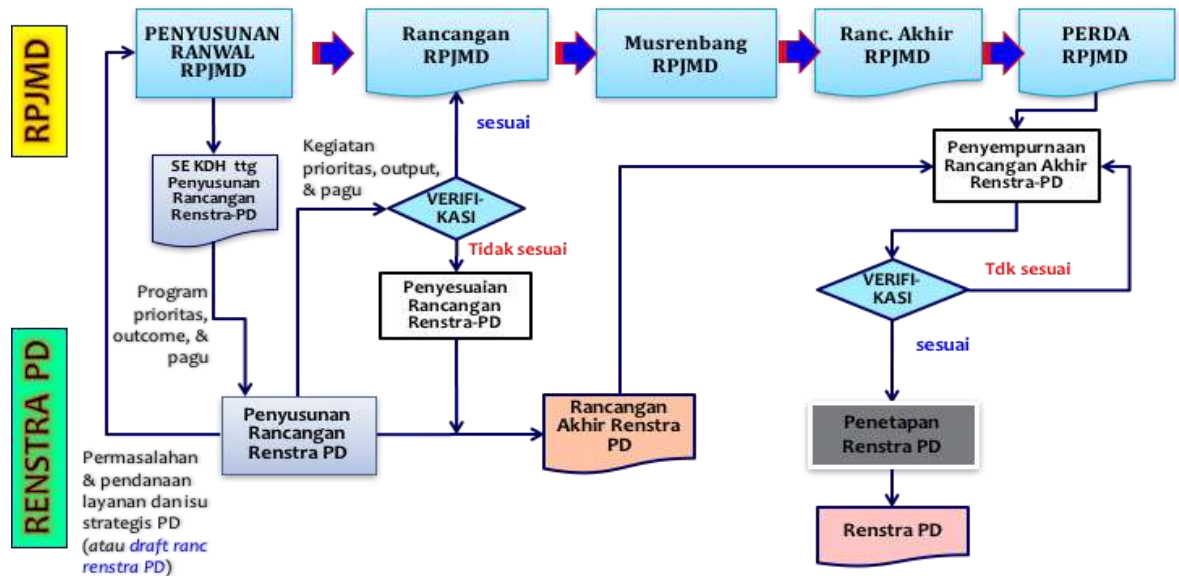 RPJMD
PENYUSUNAN
RANWAL
RPJMD
Rancangan
RPJMD
Musrenbang
RPJMD
Ranc. Akhir
RPJMD
PERDA
RPJMD
SE KDH ttg
Penyusunan
Rancangan
Renstra-PD
Kegiatan
prioritas, output,
& pagu
sesuai
VERIFI-
KASI
Tidak sesuai
Penyesuaian
Rancangan
Renstra-PD
Penyempurnaan
Rancangan Akhir
Renstra-PD
VERIFI-
KASI
Tdk sesuai
sesuai
Program
prioritas,
outcome, &
pagu
RENSTRA PD
Penyusunan
Rancangan
Renstra PD
Rancangan
Akhir Renstra
PD
Penetapan
Renstra PD
Renstra PD
Permasalahan
& pendanaan
layanan dan isu
strategis PD
(atau draft ranc
renstra PD)